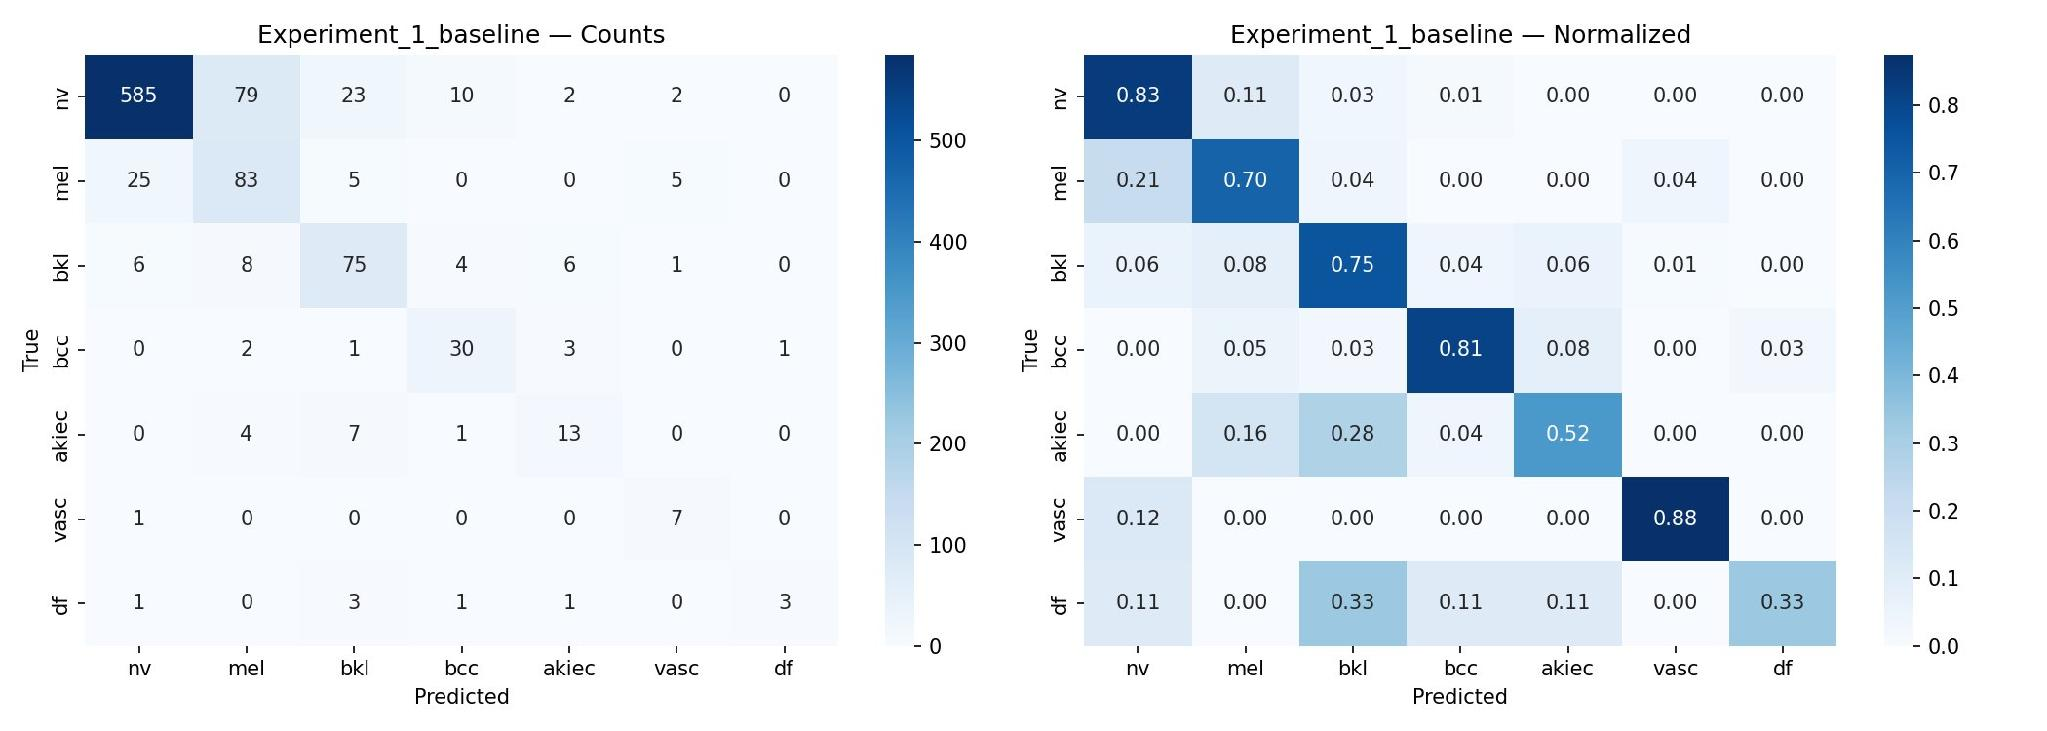 Experiment_1_baseline — Counts
nv 585 79 23 10 2 2 0
mel 25 83 5 0 0 5 0
bkl 6 8 75 4 6 1 0
bcc 0 2 1 30 3 0 1
akiec 0 4 7 1 13 0 0
vasc 1 0 0 0 0 7 0
df 1 0 3 1 1 0 3
nv mel bkl bcc akiec vasc df
Predicted
True
500
400
300
200
100
0
Experiment_1_baseline — Normalized
nv 0.83 0.11 0.03 0.01 0.00 0.00 0.00
mel 0.21 0.70 0.04 0.00 0.00 0.04 0.00
bkl 0.06 0.08 0.75 0.04 0.06 0.01 0.00
bcc 0.00 0.05 0.03 0.81 0.08 0.00 0.03
akiec 0.00 0.16 0.28 0.04 0.52 0.00 0.00
vasc 0.12 0.00 0.00 0.00 0.00 0.88 0.00
df 0.11 0.00 0.33 0.11 0.11 0.00 0.33
nv mel bkl bcc akiec vasc df
Predicted
True
0.8
0.7
0.6
0.5
0.4
0.3
0.2
0.1
0.0